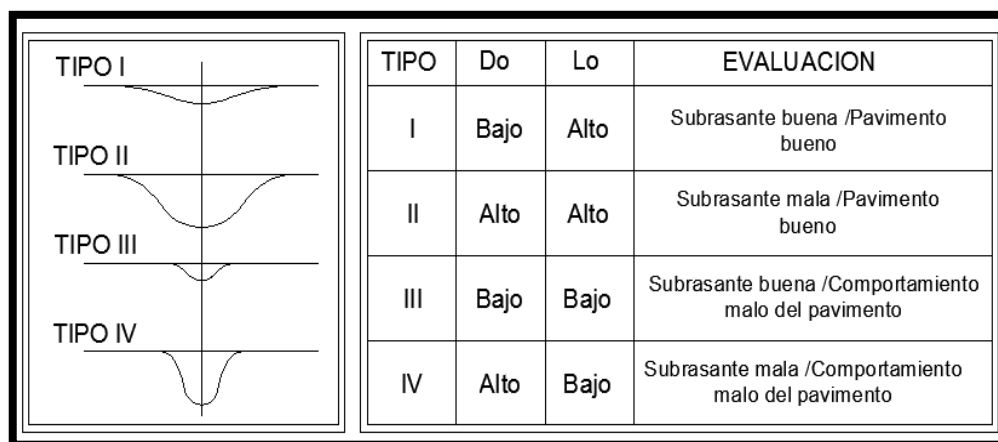 TIPO I
TIPO II
TIPO III
TIPO IV
TIPO Do Lo EVALUACION
I Bajo Alto Subrasante buena /Pavimento
bueno
II Alto Alto Subrasante mala /Pavimento
bueno
III Bajo Bajo Subrasante buena /Comportamiento
malo del pavimento
IV Alto Bajo Subrasante mala /Comportamiento
malo del pavimento